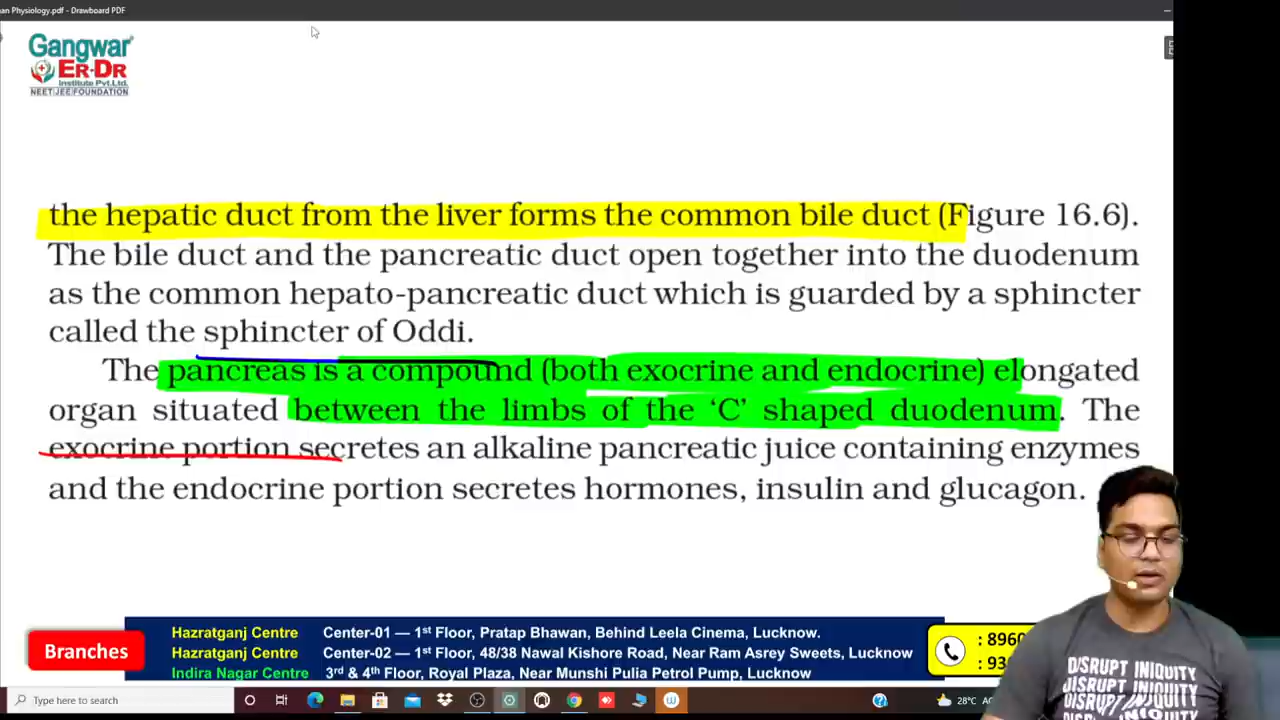 an Physiology.pdf - Drawboard PDF
Gangwar
ER-DR
Institute Pvt.Ltd.
NEET|JEE|FOUNDATION
the hepatic duct from the liver forms the common bile duct (Figure 16.6).
The bile duct and the pancreatic duct open together into the duodenum
as the common hepato-pancreatic duct which is guarded by a sphincter
called the sphincter of Oddi.
The pancreas is a compound (both exocrine and endocrine) elongated
organ situated between the limbs of the ‘C’ shaped duodenum. The
exocrine portion secretes an alkaline pancreatic juice containing enzymes
and the endocrine portion secretes hormones, insulin and glucagon.
Branches
Hazratganj Centre Center-01 — 1st Floor, Pratap Bhawan, Behind Leela Cinema, Lucknow.
Hazratganj Centre Center-02 — 1st Floor, 48/38 Nawal Kishore Road, Near Ram Asrey Sweets, Lucknow
Indira Nagar Centre 3rd & 4th Floor, Royal Plaza, Near Munshi Pulia Petrol Pump, Lucknow
: 8960
: 93
DISRUPT INIQUITY
DISRUPT INIQUITY
DISRUPT INIQUITY
Type here to search
28°C